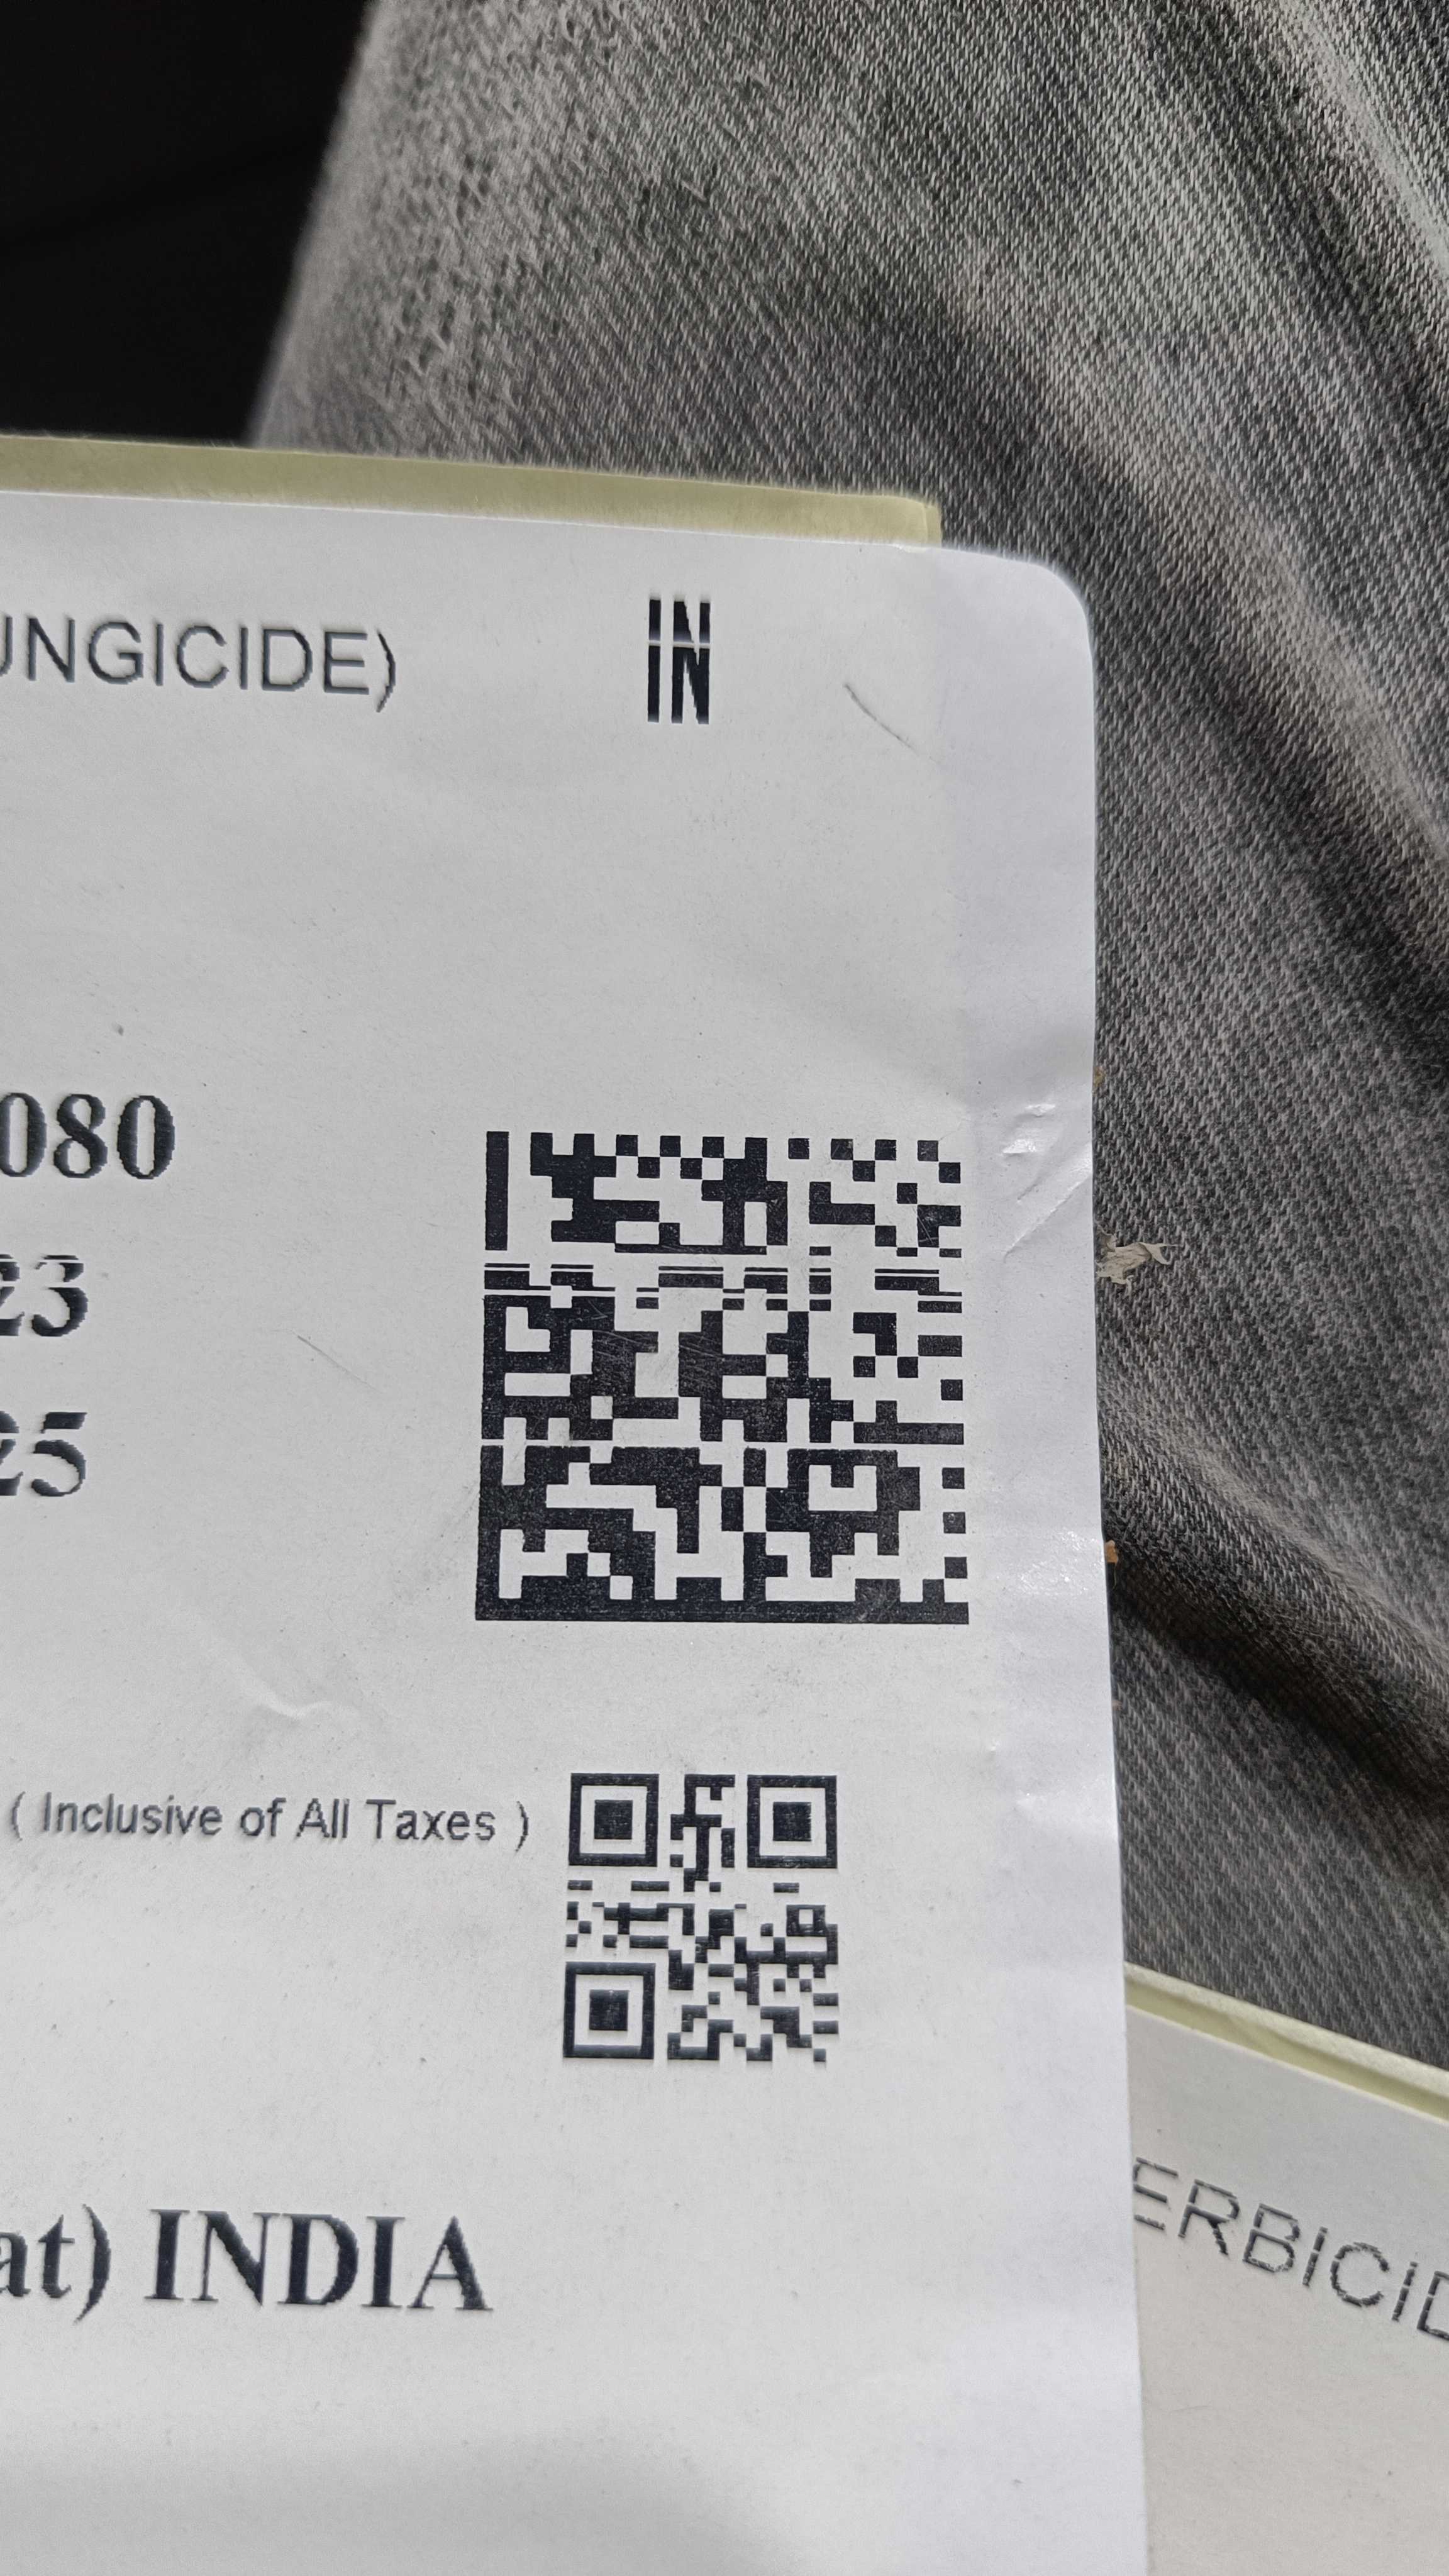 UNGICIDE) IN
080
23
25
( Inclusive of All Taxes )
at) INDIA
ERBICID